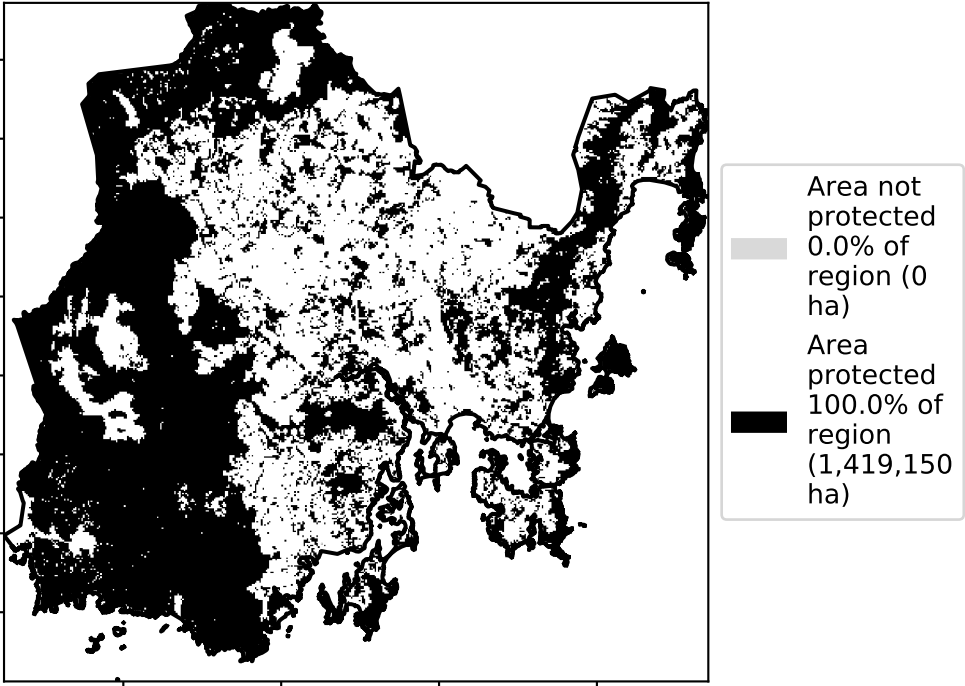 Area not
protected
0.0% of
region (0
ha)
Area
protected
100.0% of
region
(1,419,150
ha)